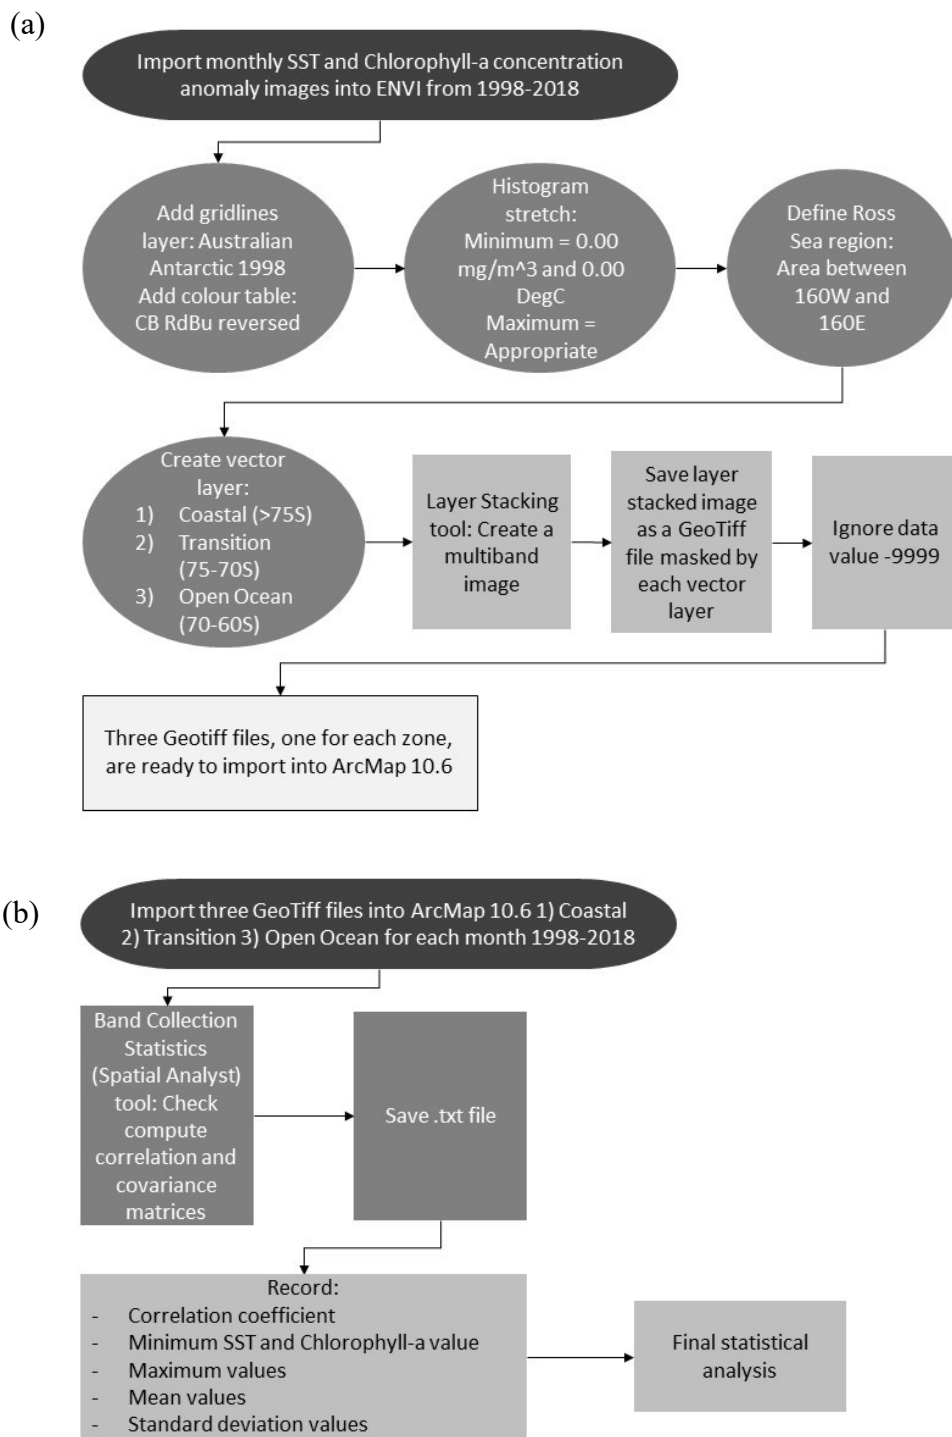 (a)
Import monthly SST and Chlorophyll-a concentration
anomaly images into ENVI from 1998-2018
Add gridlines
layer: Australian
Antarctic 1998
Add colour table:
CB RdBu reversed
Histogram
stretch:
Minimum = 0.00
mg/m^3 and 0.00
DegC
Maximum =
Appropriate
Define Ross
Sea region:
Area between
160W and
160E
Create vector
layer:
1) Coastal (>75S)
2) Transition
(75-70S)
3) Open Ocean
(70-60S)
Layer Stacking
tool: Create a
multiband
image
Save layer
stacked image
as a GeoTiff
file masked by
each vector
layer
Ignore data
value -9999
Three Geotiff files, one for each zone,
are ready to import into ArcMap 10.6
(b)
Import three GeoTiff files into ArcMap 10.6 1) Coastal
2) Transition 3) Open Ocean for each month 1998-2018
Band Collection
Statistics
(Spatial Analyst)
tool: Check
compute
correlation and
covariance
matrices
Save .txt file
Record:
- Correlation coefficient
- Minimum SST and Chlorophyll-a value
- Maximum values
- Mean values
- Standard deviation values
Final statistical
analysis